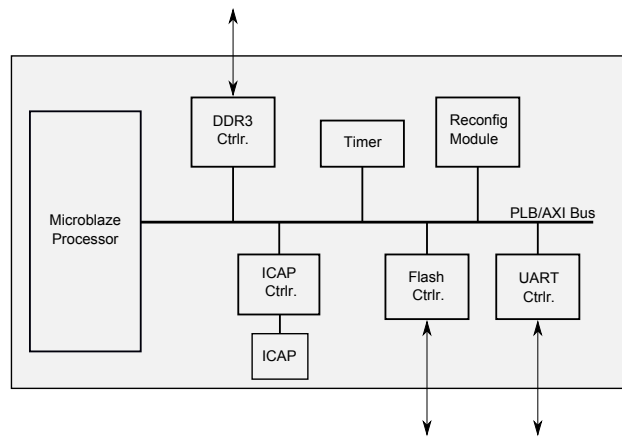 DDR3
Ctrlr.
Timer
Reconfig
Module
Microblaze
Processor
PLB/AXI Bus
ICAP
Ctrlr.
Flash
Ctrlr.
UART
Ctrlr.
ICAP